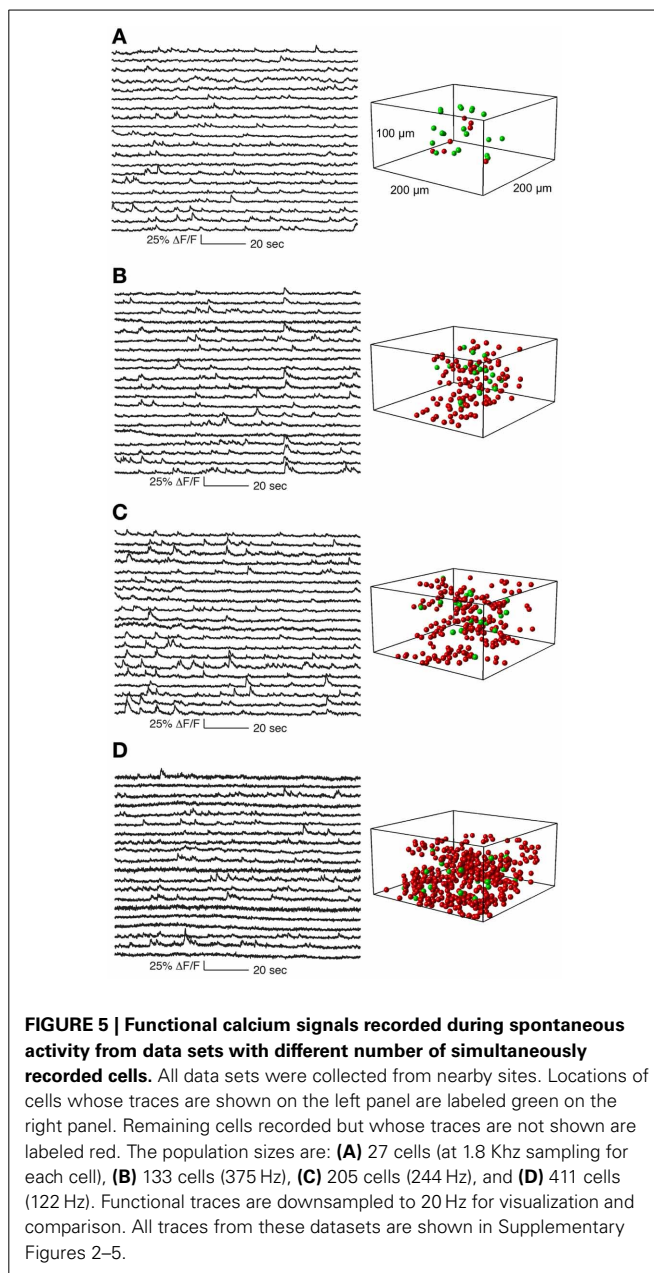 A
100 µm
200 µm
200 µm
25% ΔF/F
20 sec
B
25% ΔF/F
20 sec
C
25% ΔF/F
20 sec
D
25% ΔF/F
20 sec
FIGURE 5 | Functional calcium signals recorded during spontaneous
activity from data sets with different number of simultaneously
recorded cells. All data sets were collected from nearby sites. Locations of
cells whose traces are shown on the left panel are labeled green on the
right panel. Remaining cells recorded but whose traces are not shown are
labeled red. The population sizes are: (A) 27 cells (at 1.8 Khz sampling for
each cell), (B) 133 cells (375 Hz), (C) 205 cells (244 Hz), and (D) 411 cells
(122 Hz). Functional traces are downsampled to 20 Hz for visualization and
comparison. All traces from these datasets are shown in Supplementary
Figures 2–5.